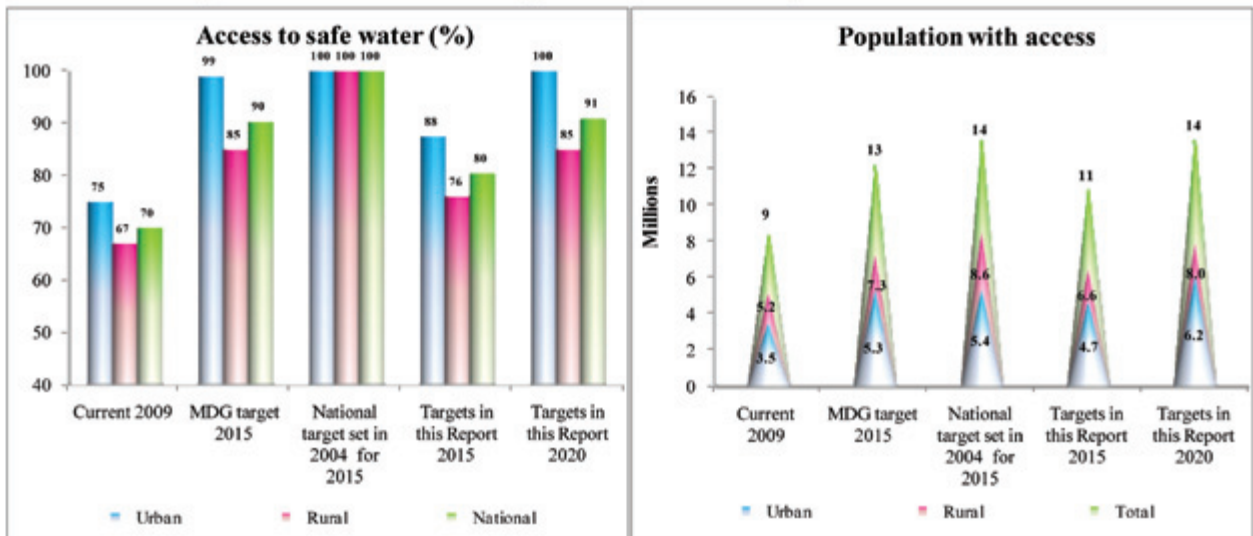 Access to safe water (%)
100 100 100
99
100
100
90
91
90
85
88
85
80
80
75
76
70
67
70
60
50
40
Current 2009
MDG target
2015
National
target set in
2004 for
2015
Targets in
this Report
2015
Targets in
this Report
2020
Urban
Rural
National
Population with access
Millions
16
14
12
10
8
6
4
2
0
9
13
14
11
14
5.2
7.3
8.6
6.6
8.0
3.5
5.3
5.4
4.7
6.2
Current
2009
MDG target
2015
National
target set in
2004 for
2015
Targets in
this Report
2015
Targets in
this Report
2020
Urban
Rural
Total